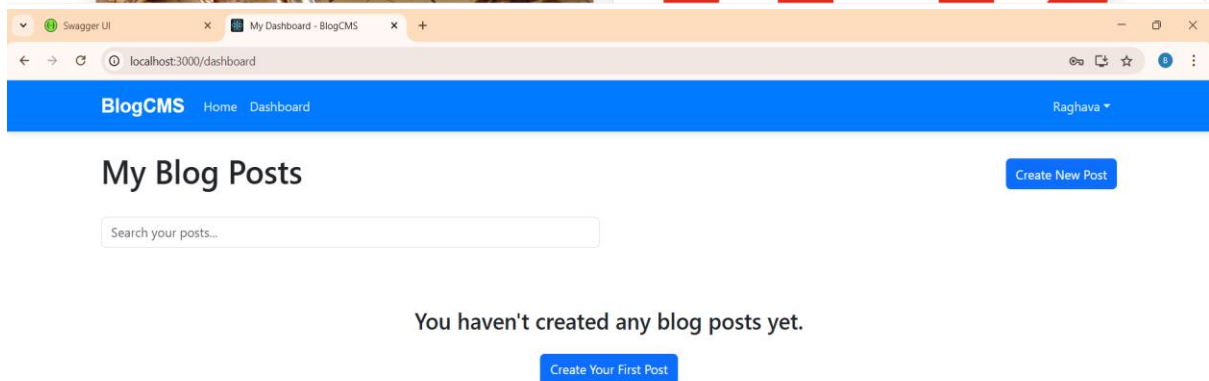 Swagger UI My Dashboard - BlogCMS
localhost:3000/dashboard B
BlogCMS Home Dashboard Raghava
My Blog Posts Create New Post
Search your posts...
You haven't created any blog posts yet.
Create Your First Post